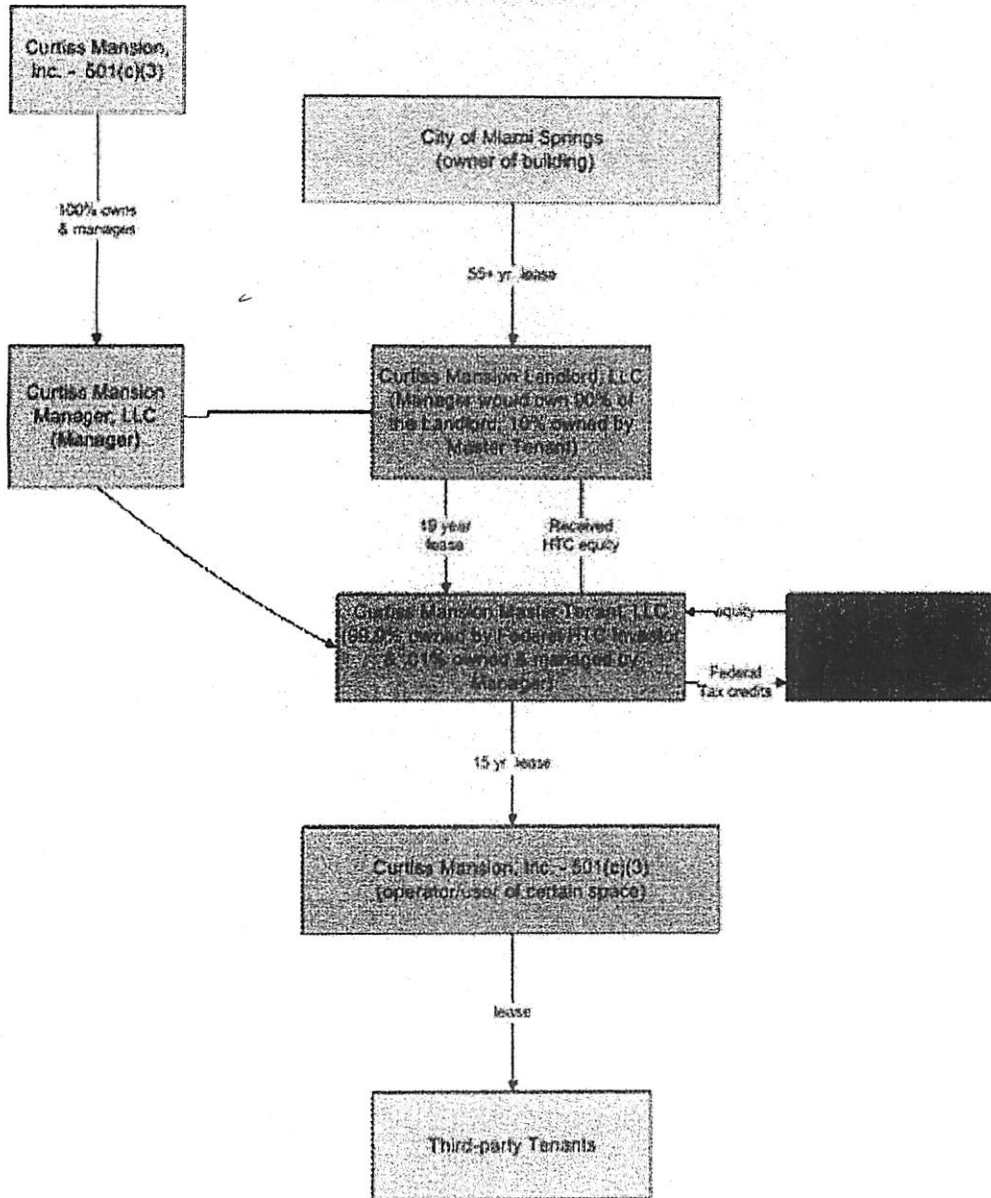 Curtiss Mansion,
Inc. - 501(c)(3)
City of Miami Springs
(owner of building)
100% owns
& manages
55+ yr. lease
Curtiss Mansion
Manager, LLC
(Manager)
Curtiss Mansion Landlord, LLC
(Manager would own 90% of
the Landlord; 10% owned by
Master Tenant)
19 year
lease
Received
HTC equity
Curtiss Mansion Master Tenant, LLC
(99.9% owned by Federal HTC Investor
& .01% owned & managed by
Manager)
equity
Federal
Tax credits
15 yr. lease
Curtiss Mansion, Inc. - 501(c)(3)
(operator/user of certain space)
lease
Third-party Tenants